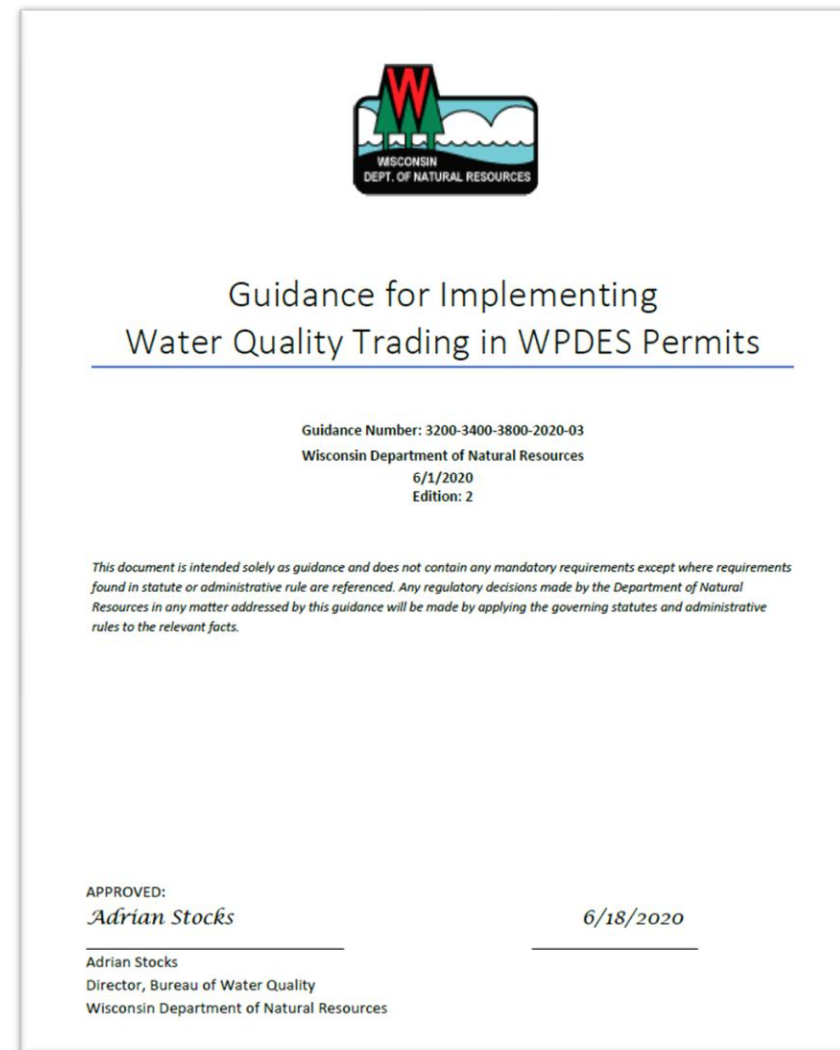 W
WISCONSIN
DEPT. OF NATURAL RESOURCES
Guidance for Implementing
Water Quality Trading in WPDES Permits
Guidance Number: 3200-3400-3800-2020-03
Wisconsin Department of Natural Resources
6/1/2020
Edition: 2
This document is intended solely as guidance and does not contain any mandatory requirements except where requirements
found in statute or administrative rule are referenced. Any regulatory decisions made by the Department of Natural
Resources in any matter addressed by this guidance will be made by applying the governing statutes and administrative
rules to the relevant facts.
APPROVED:
Adrian Stocks 6/18/2020
Adrian Stocks
Director, Bureau of Water Quality
Wisconsin Department of Natural Resources